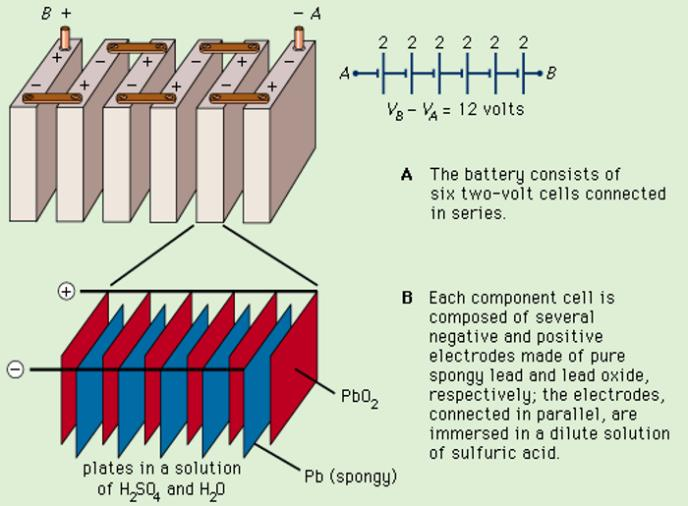 B + − A
+ + − + −
− + − + − +
2 2 2 2 2 2
A B
V_B − V_A = 12 volts
A The battery consists of
six two-volt cells connected
in series.
+
−
PbO₂
Pb (spongy)
plates in a solution
of H₂SO₄ and H₂O
B Each component cell is
composed of several
negative and positive
electrodes made of pure
spongy lead and lead oxide,
respectively; the electrodes,
connected in parallel, are
immersed in a dilute solution
of sulfuric acid.